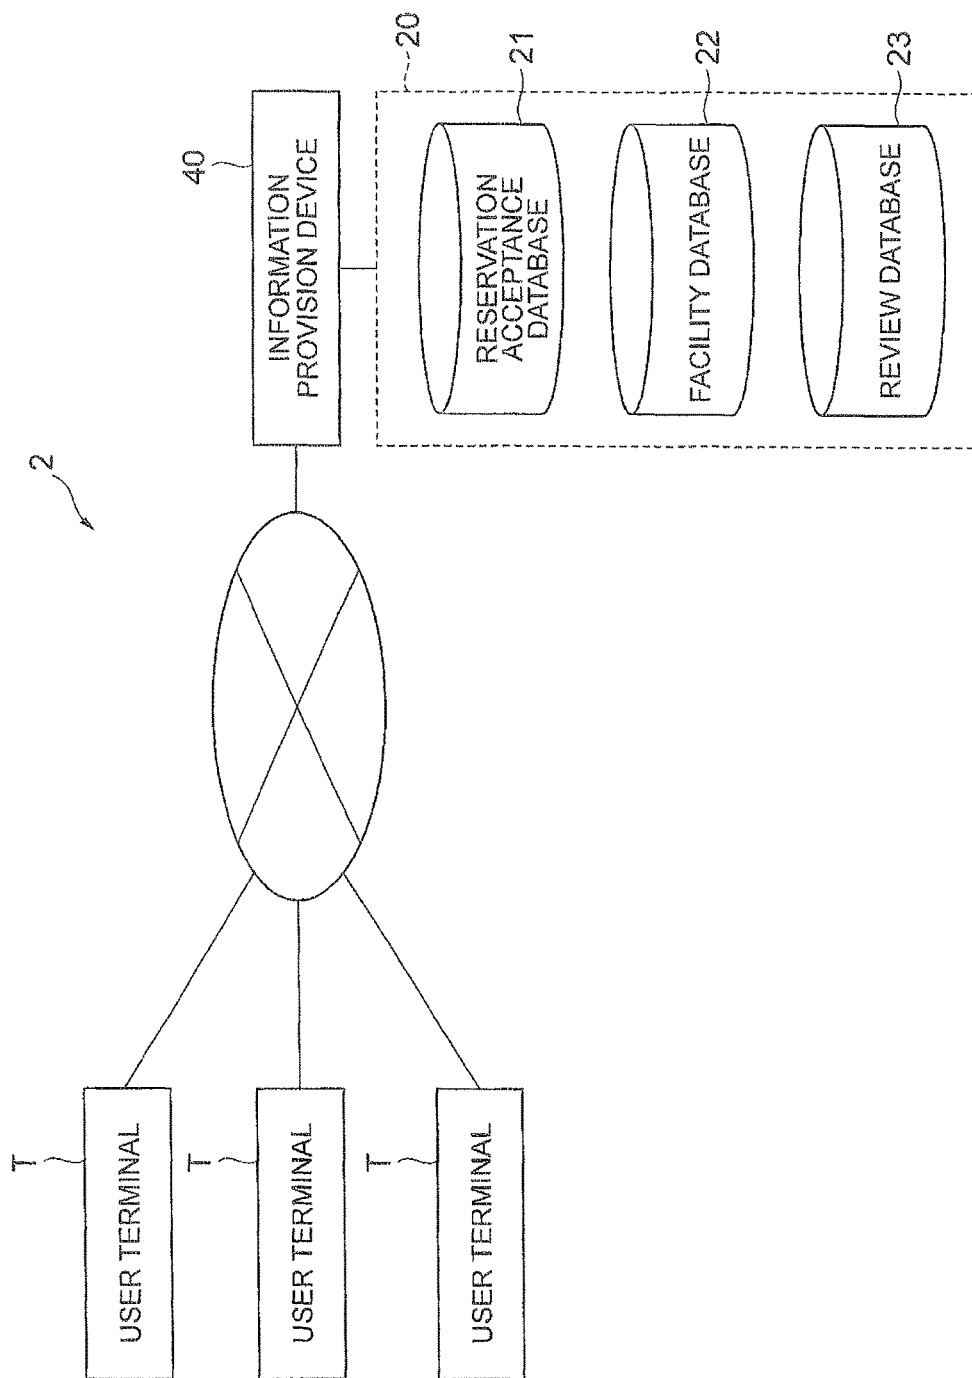 2
T
USER TERMINAL
T
USER TERMINAL
T
USER TERMINAL
40
INFORMATION
PROVISION DEVICE
20
21
RESERVATION
ACCEPTANCE
DATABASE
22
FACILITY DATABASE
23
REVIEW DATABASE